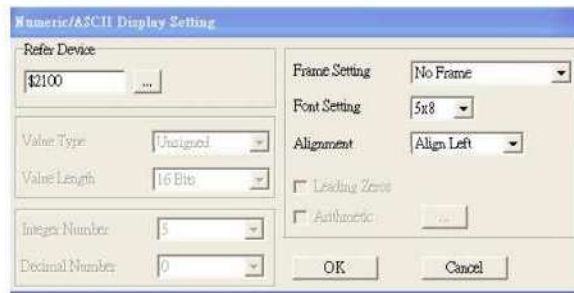 Numeric/ASCII Display Setting
Refer Device
$2100
...
Value Type
Unsigned
Value Length
16 Bits
Integer Number
5
Decimal Number
0
Frame Setting
No Frame
Font Setting
5x8
Alignment
Align Left
Leading Zeros
Arithmetic
...
OK
Cancel